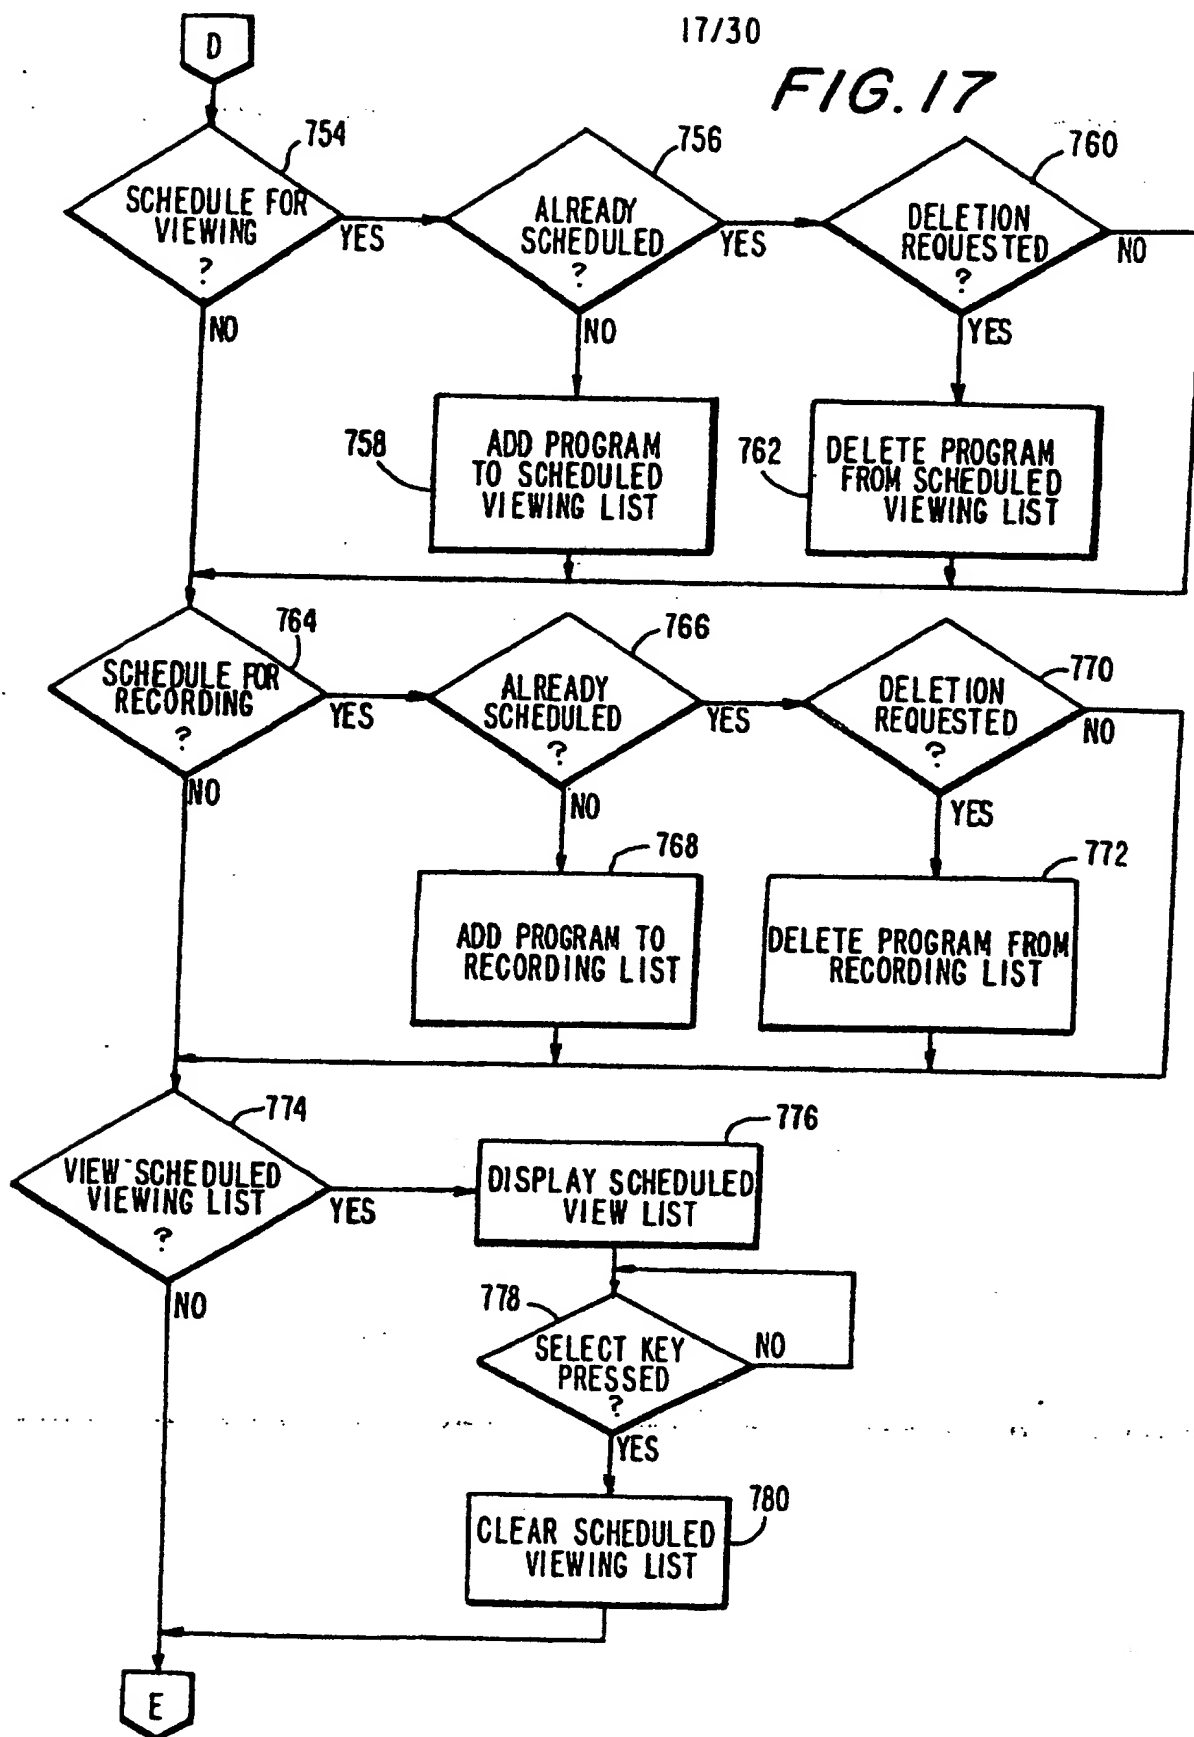 17/30
FIG. 17
D
754
SCHEDULE FOR
VIEWING
?
YES
NO
756
ALREADY
SCHEDULED
?
YES
NO
760
DELETION
REQUESTED
?
NO
YES
758
ADD PROGRAM
TO SCHEDULED
VIEWING LIST
762
DELETE PROGRAM
FROM SCHEDULED
VIEWING LIST
764
SCHEDULE FOR
RECORDING
?
YES
NO
766
ALREADY
SCHEDULED
?
YES
NO
770
DELETION
REQUESTED
?
NO
YES
768
ADD PROGRAM TO
RECORDING LIST
772
DELETE PROGRAM FROM
RECORDING LIST
774
VIEW SCHEDULED
VIEWING LIST
?
YES
NO
776
DISPLAY SCHEDULED
VIEW LIST
778
SELECT KEY
PRESSED
?
NO
YES
780
CLEAR SCHEDULED
VIEWING LIST
E